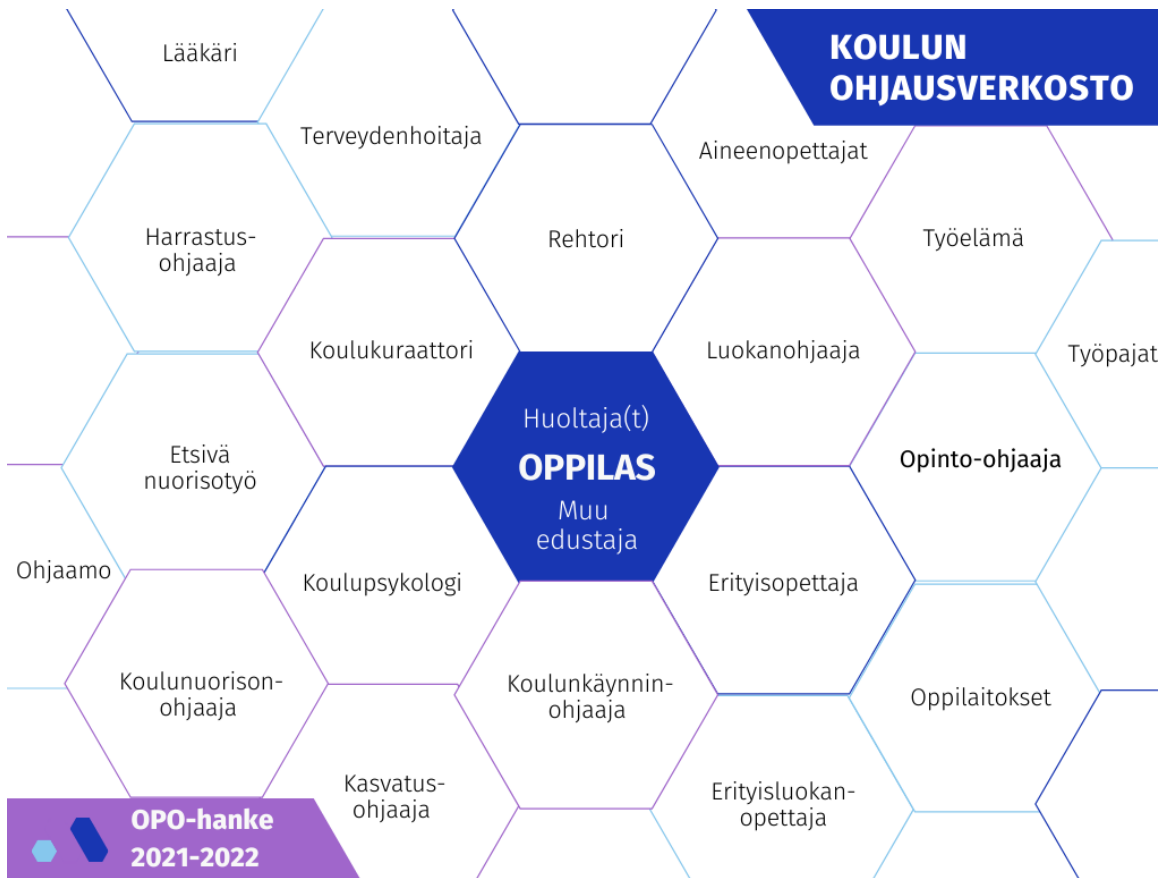 KOULUN
OHJAUSVERKOSTO
Lääkäri
Terveydenhoitaja
Aineenopettajat
Harrastus-
ohjaaja
Rehtori
Työelämä
Koulukuraattori
Luokanohjaaja
Työpajat
Huoltaja(t)
OPPILAS
Muu
edustaja
Etsivä
nuorisotyö
Opinto-ohjaaja
Ohjaamo
Koulupsykologi
Erityisopettaja
Koulunuorison-
ohjaaja
Koulunkäynnin-
ohjaaja
Oppilaitokset
Kasvatus-
ohjaaja
Erityisluokan-
opettaja
OPO-hanke
2021-2022